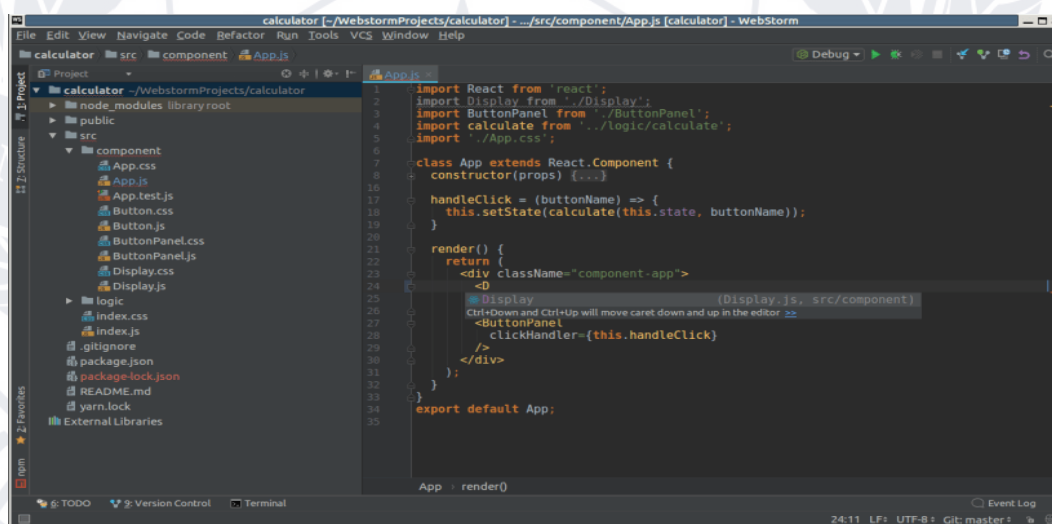 calculator [~/WebstormProjects/calculator] - .../src/component/App.js [calculator] - WebStorm
File Edit View Navigate Code Refactor Run Tools VCS Window Help
calculator src component App.js Debug
Project
App.js
1: Project
calculator ~/WebstormProjects/calculator
node_modules library root
public
src
component
App.css
App.js
App.test.js
Button.css
Button.js
ButtonPanel.css
ButtonPanel.js
Display.css
Display.js
logic
index.css
index.js
.gitignore
package.json
package-lock.json
README.md
yarn.lock
External Libraries
7: Structure
2: Favorites
npm
1 import React from 'react';
2 import Display from './Display';
3 import ButtonPanel from './ButtonPanel';
4 import calculate from '../logic/calculate';
5 import './App.css';
6
7 class App extends React.Component {
8 constructor(props) {...}
16
17 handleClick = (buttonName) => {
18 this.setState(calculate(this.state, buttonName));
19 }
20
21 render() {
22 return (
23 <div className="component-app">
24 <D
25 Display (Display.js, src/component)
26 Ctrl+Down and Ctrl+Up will move caret down and up in the editor >>
27 <ButtonPanel
28 clickHandler={this.handleClick}
29 />
30 </div>
31 );
32 }
33 }
34 export default App;
35
App › render()
6: TODO 9: Version Control Terminal Event Log
24:11 LF UTF-8 Git: master